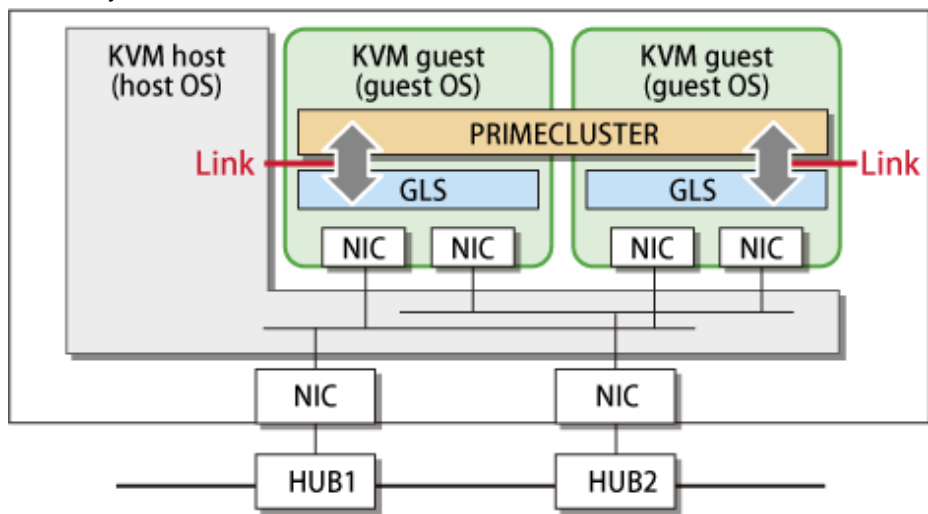 KVM host
(host OS)
KVM guest
(guest OS)
KVM guest
(guest OS)
PRIMECLUSTER
Link
Link
GLS
GLS
NIC
NIC
NIC
NIC
NIC
NIC
HUB1
HUB2